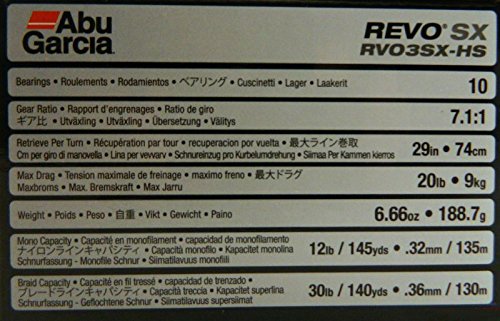 Abu Garcia®
REVO® SX
RVO3SX-HS
Bearings • Roulements • Rodamientos • ベアリング • Cuscinetti • Lager • Laakerit
10
Gear Ratio • Rapport d'engrenages • Ratio de giro
ギア比 • Utväxling • Utväxling • Übersetzung • Välitys
7.1:1
Retrieve Per Turn • Récupération par tour • recuperacion por vuelta • 最大ライン巻取
Cm per giro di manovella • Lina per vevvarv • Schnureinzug pro Kurbelumdrehung • Siimaa Per Kammen kierros
29in • 74cm
Max Drag • Tension maximale de freinage • maximo freno • 最大ドラグ
Maxbroms • Max. Bremskraft • Max Jarru
20lb • 9kg
Weight • Poids • Peso • 自重 • Vikt • Gewicht • Paino
6.66oz • 188.7g
Mono Capacity • Capacité en monofilament • capacidad de monofilamento
ナイロンラインキャパシティ • Capacità monofilo • Kapacitet monolina
Schnurfassung - Monofile Schnur • Siimatilavuus monofiili
12lb / 145yds • .32mm / 135m
Braid Capacity • Capacité en fil tressé • capacidad de trenzado •
ブレードラインキャパシティ • Capacità treccia • Kapacitet superlina
Schnurfassung - Geflochtene Schnur • Siimatilavuus supersiimat
30lb / 140yds • .36mm / 130m